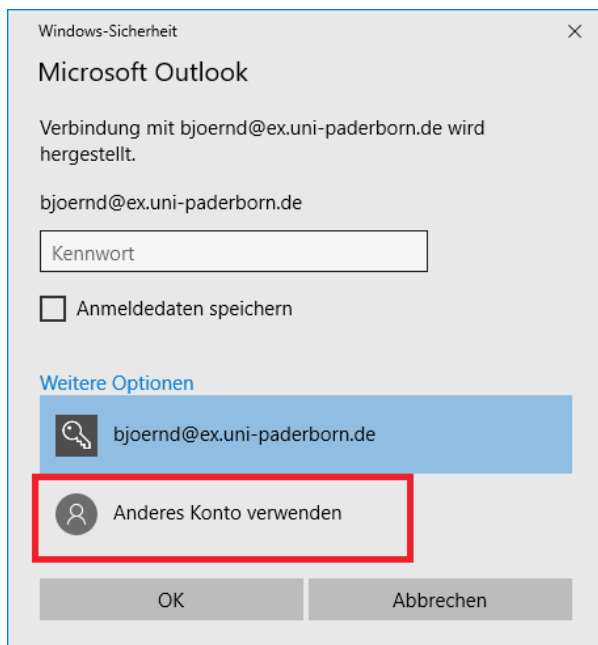 Windows-Sicherheit
Microsoft Outlook
Verbindung mit bjoernd@ex.uni-paderborn.de wird
hergestellt.
bjoernd@ex.uni-paderborn.de
Kennwort
Anmeldedaten speichern
Weitere Optionen
bjoernd@ex.uni-paderborn.de
Anderes Konto verwenden
OK Abbrechen